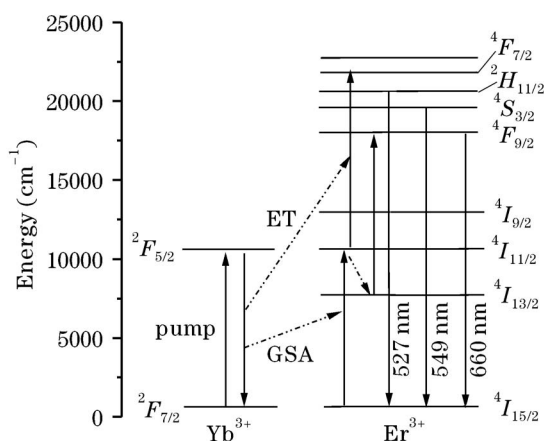 Energy (cm⁻¹)
25000
20000
15000
10000
5000
0
²F₅/₂
²F₇/₂
pump
ET
GSA
Yb³⁺
Er³⁺
527 nm
549 nm
660 nm
⁴F₇/₂
²H₁₁/₂
⁴S₃/₂
⁴F₉/₂
⁴I₉/₂
⁴I₁₁/₂
⁴I₁₃/₂
⁴I₁₅/₂